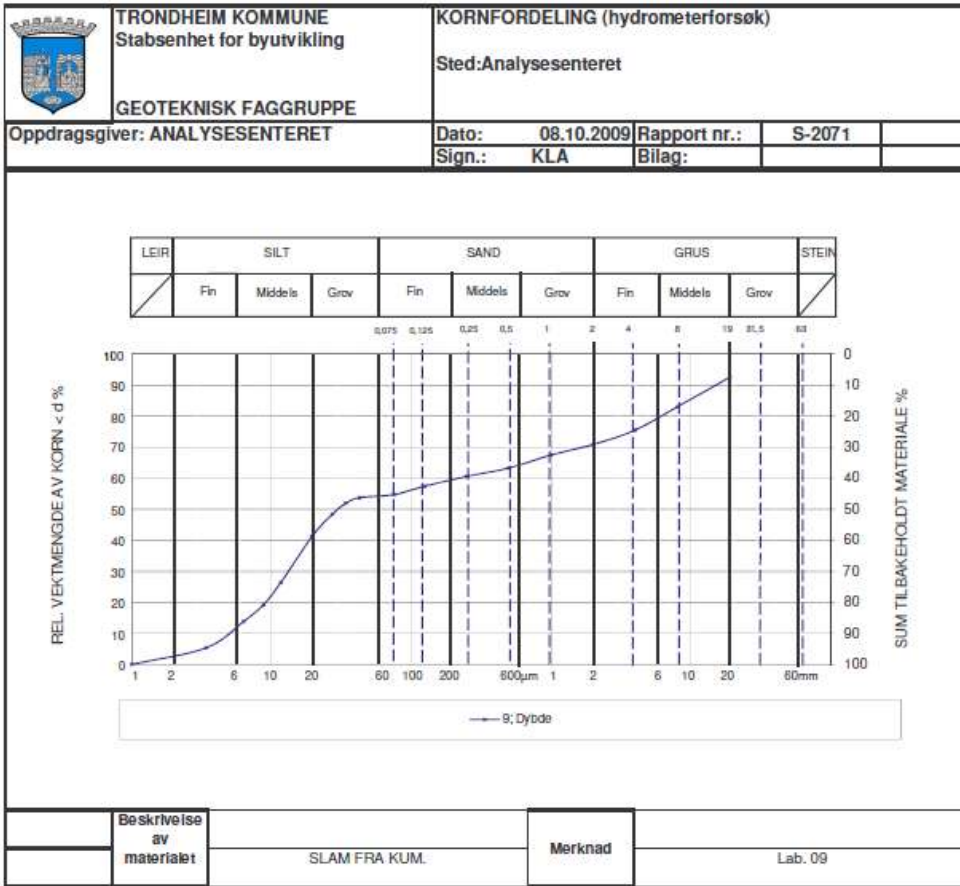 TRONDHEIM KOMMUNE
Stabsenhet for byutvikling
GEOTEKNISK FAGGRUPPE
KORNFORDELING (hydrometerforsøk)
Sted:Analysesenteret
Oppdragsgiver: ANALYSESENTERET
Dato: 08.10.2009 Rapport nr.: S-2071
Sign.: KLA Bilag:
LEIR SILT SAND GRUS STEIN
Fin Middels Grov Fin Middels Grov Fin Middels Grov
0,075 0,125 0,25 0,5 1 2 4 8 19 31,5 63
REL. VEKTMENGDE AV KORN < d %
100
90
80
70
60
50
40
30
20
10
0
0
10
20
30
40
50
60
70
80
90
100
SUM TILBAKEHOLDT MATERIALE %
1 2 6 10 20 60 100 200 600µm 1 2 6 10 20 60mm
9; Dybde
Beskrivelse
av
materialet
SLAM FRA KUM.
Merknad
Lab. 09